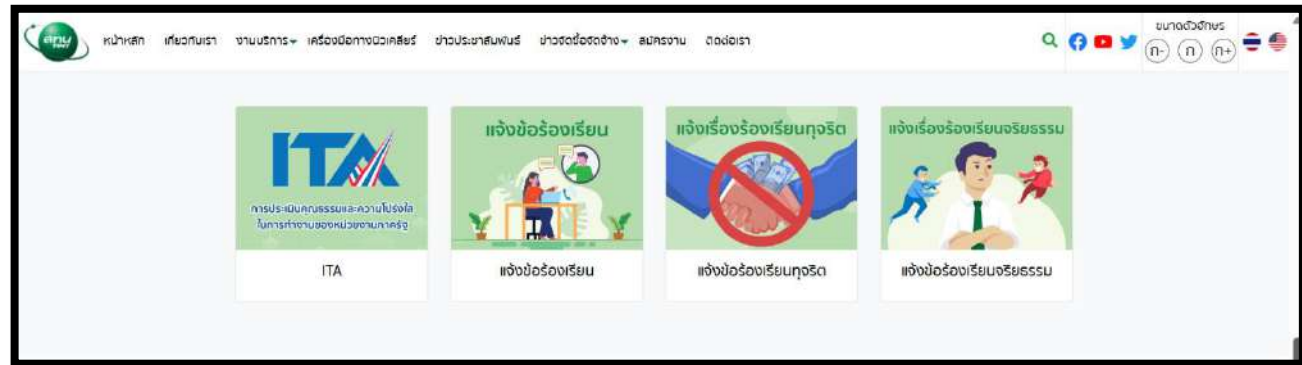 สทน
TINT
หน้าหลัก เกี่ยวกับเรา งานบริการ เครื่องมือทางนิวเคลียร์ ข่าวประชาสัมพันธ์ ข่าวจัดซื้อจัดจ้าง สมัครงาน ติดต่อเรา
ขนาดตัวอักษร
ก- ก ก+
ITA
การประเมินคุณธรรมและความโปร่งใส
ในการทำงานของหน่วยงานภาครัฐ
ITA
แจ้งข้อร้องเรียน
แจ้งข้อร้องเรียน
แจ้งเรื่องร้องเรียนทุจริต
แจ้งข้อร้องเรียนทุจริต
แจ้งเรื่องร้องเรียนจริยธรรม
แจ้งข้อร้องเรียนจริยธรรม